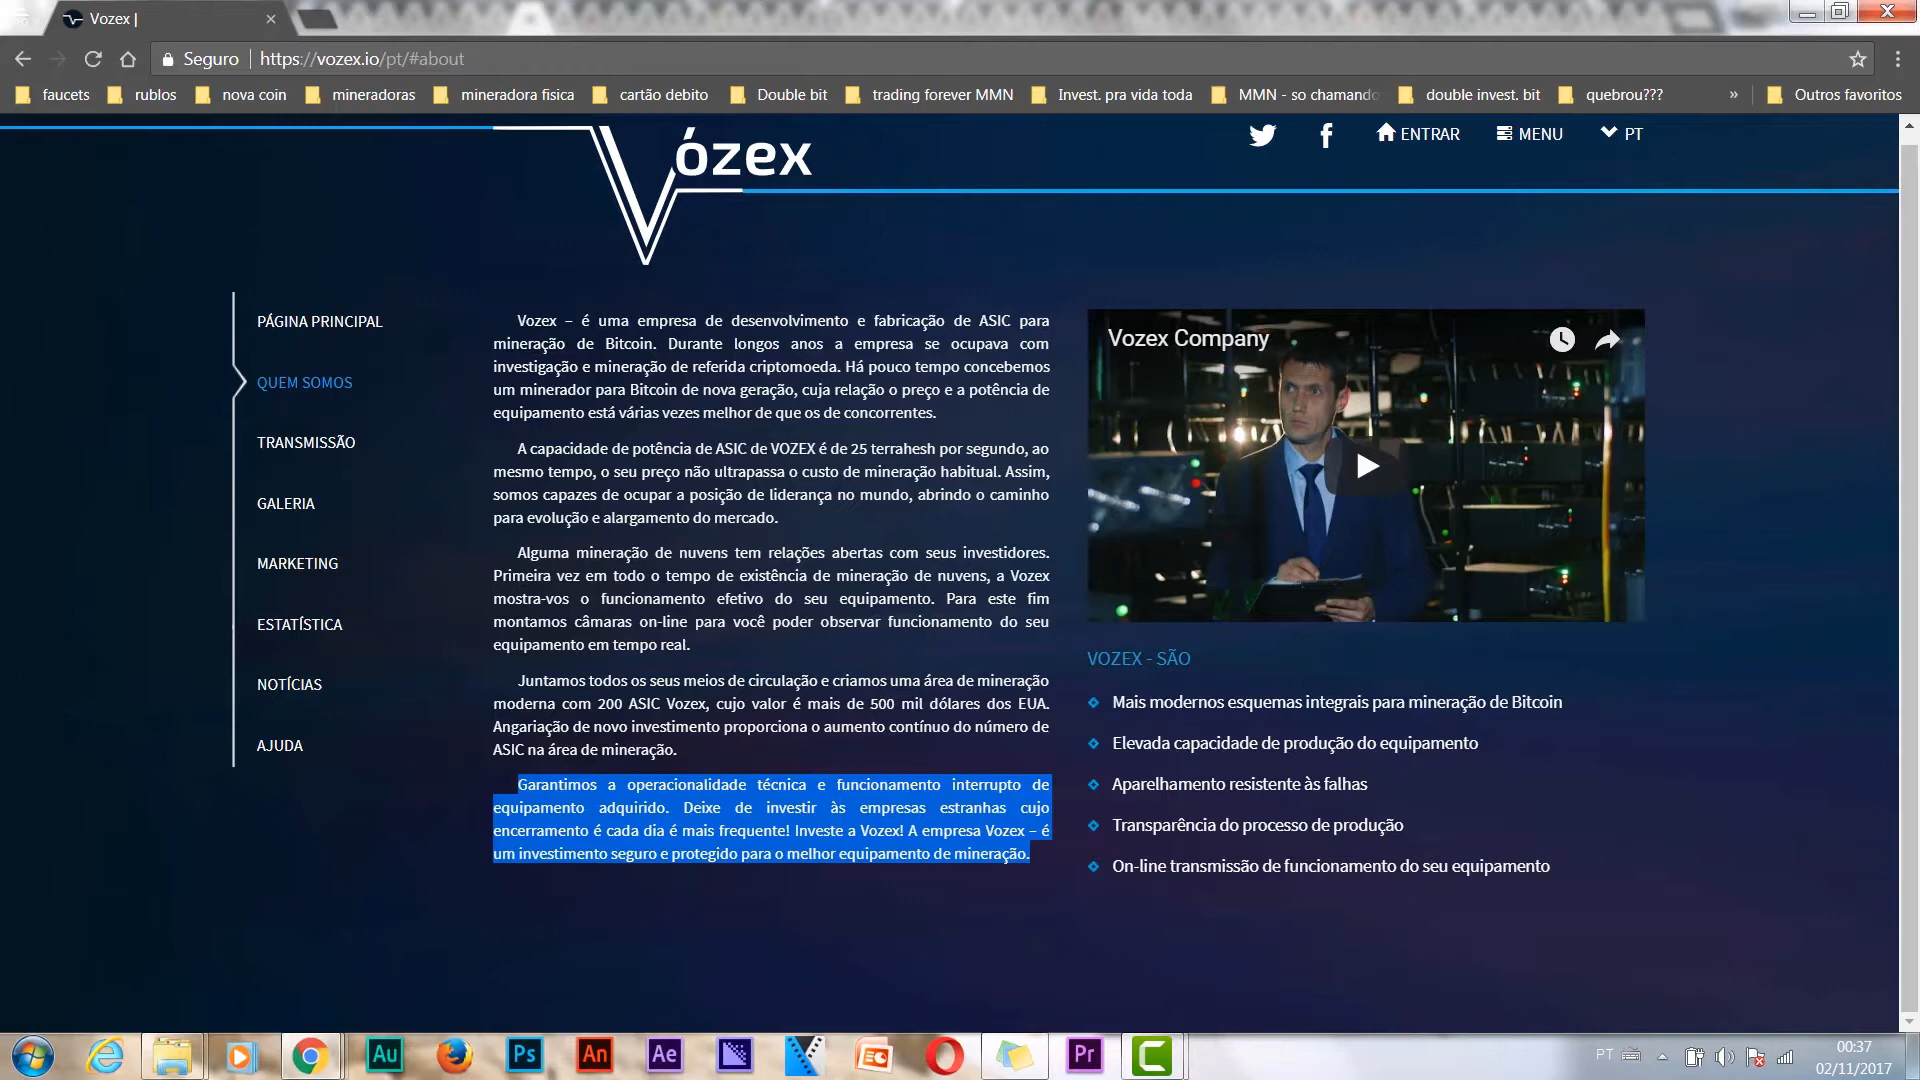 Vozex |
Seguro
https://vozex.io/pt/#about
faucets
rublos
nova coin
mineradoras
mineradora fisica
cartão debito
Double bit
trading forever MMN
Invest. pra vida toda
MMN - so chamando
double invest. bit
quebrou???
»
Outros favoritos
Vózex
ENTRAR
MENU
PT
PÁGINA PRINCIPAL
QUEM SOMOS
TRANSMISSÃO
GALERIA
MARKETING
ESTATÍSTICA
NOTÍCIAS
AJUDA
Vozex – é uma empresa de desenvolvimento e fabricação de ASIC para
mineração de Bitcoin. Durante longos anos a empresa se ocupava com
investigação e mineração de referida criptomoeda. Há pouco tempo concebemos
um minerador para Bitcoin de nova geração, cuja relação o preço e a potência de
equipamento está várias vezes melhor de que os de concorrentes.
A capacidade de potência de ASIC de VOZEX é de 25 terrahesh por segundo, ao
mesmo tempo, o seu preço não ultrapassa o custo de mineração habitual. Assim,
somos capazes de ocupar a posição de liderança no mundo, abrindo o caminho
para evolução e alargamento do mercado.
Alguma mineração de nuvens tem relações abertas com seus investidores.
Primeira vez em todo o tempo de existência de mineração de nuvens, a Vozex
mostra-vos o funcionamento efetivo do seu equipamento. Para este fim
montamos câmaras on-line para você poder observar funcionamento do seu
equipamento em tempo real.
Juntamos todos os seus meios de circulação e criamos uma área de mineração
moderna com 200 ASIC Vozex, cujo valor é mais de 500 mil dólares dos EUA.
Angariação de novo investimento proporciona o aumento contínuo do número de
ASIC na área de mineração.
Garantimos a operacionalidade técnica e funcionamento interrupto de
equipamento adquirido. Deixe de investir às empresas estranhas cujo
encerramento é cada dia é mais frequente! Investe a Vozex! A empresa Vozex – é
um investimento seguro e protegido para o melhor equipamento de mineração.
Vozex Company
VOZEX - SÃO
Mais modernos esquemas integrais para mineração de Bitcoin
Elevada capacidade de produção do equipamento
Aparelhamento resistente às falhas
Transparência do processo de produção
On-line transmissão de funcionamento do seu equipamento
Au
Ps
An
Ae
Pr
PT
00:37
02/11/2017